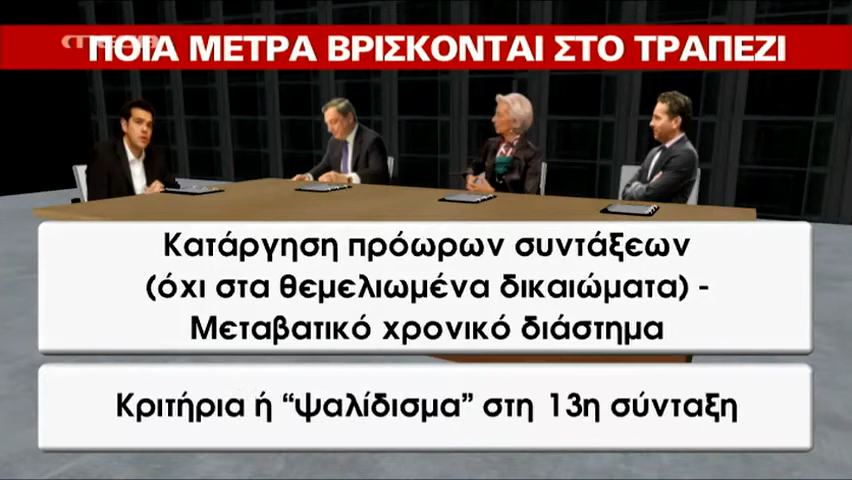 ΠΟΙΑ ΜΕΤΡΑ ΒΡΙΣΚΟΝΤΑΙ ΣΤΟ ΤΡΑΠΕΖΙ
Κατάργηση πρόωρων συντάξεων
(όχι στα θεμελιωμένα δικαιώματα) -
Μεταβατικό χρονικό διάστημα
Κριτήρια ή “ψαλίδισμα” στη 13η σύνταξη